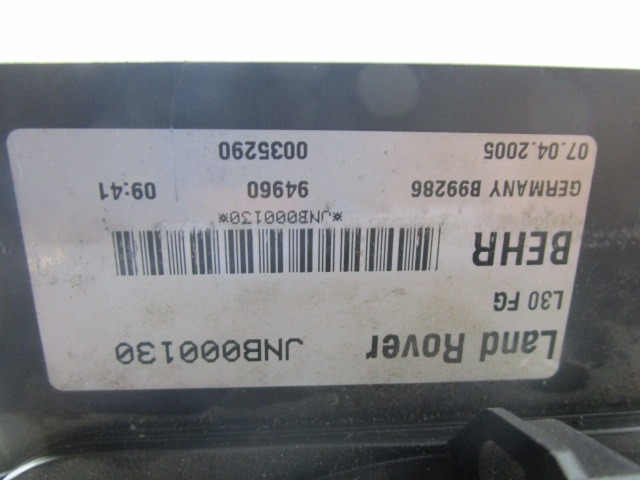 Land Rover JNB000130
L30 FG
BEHR
*JNB000130*
GERMANY B99286 94960 09:41
07.04.2005 0035290